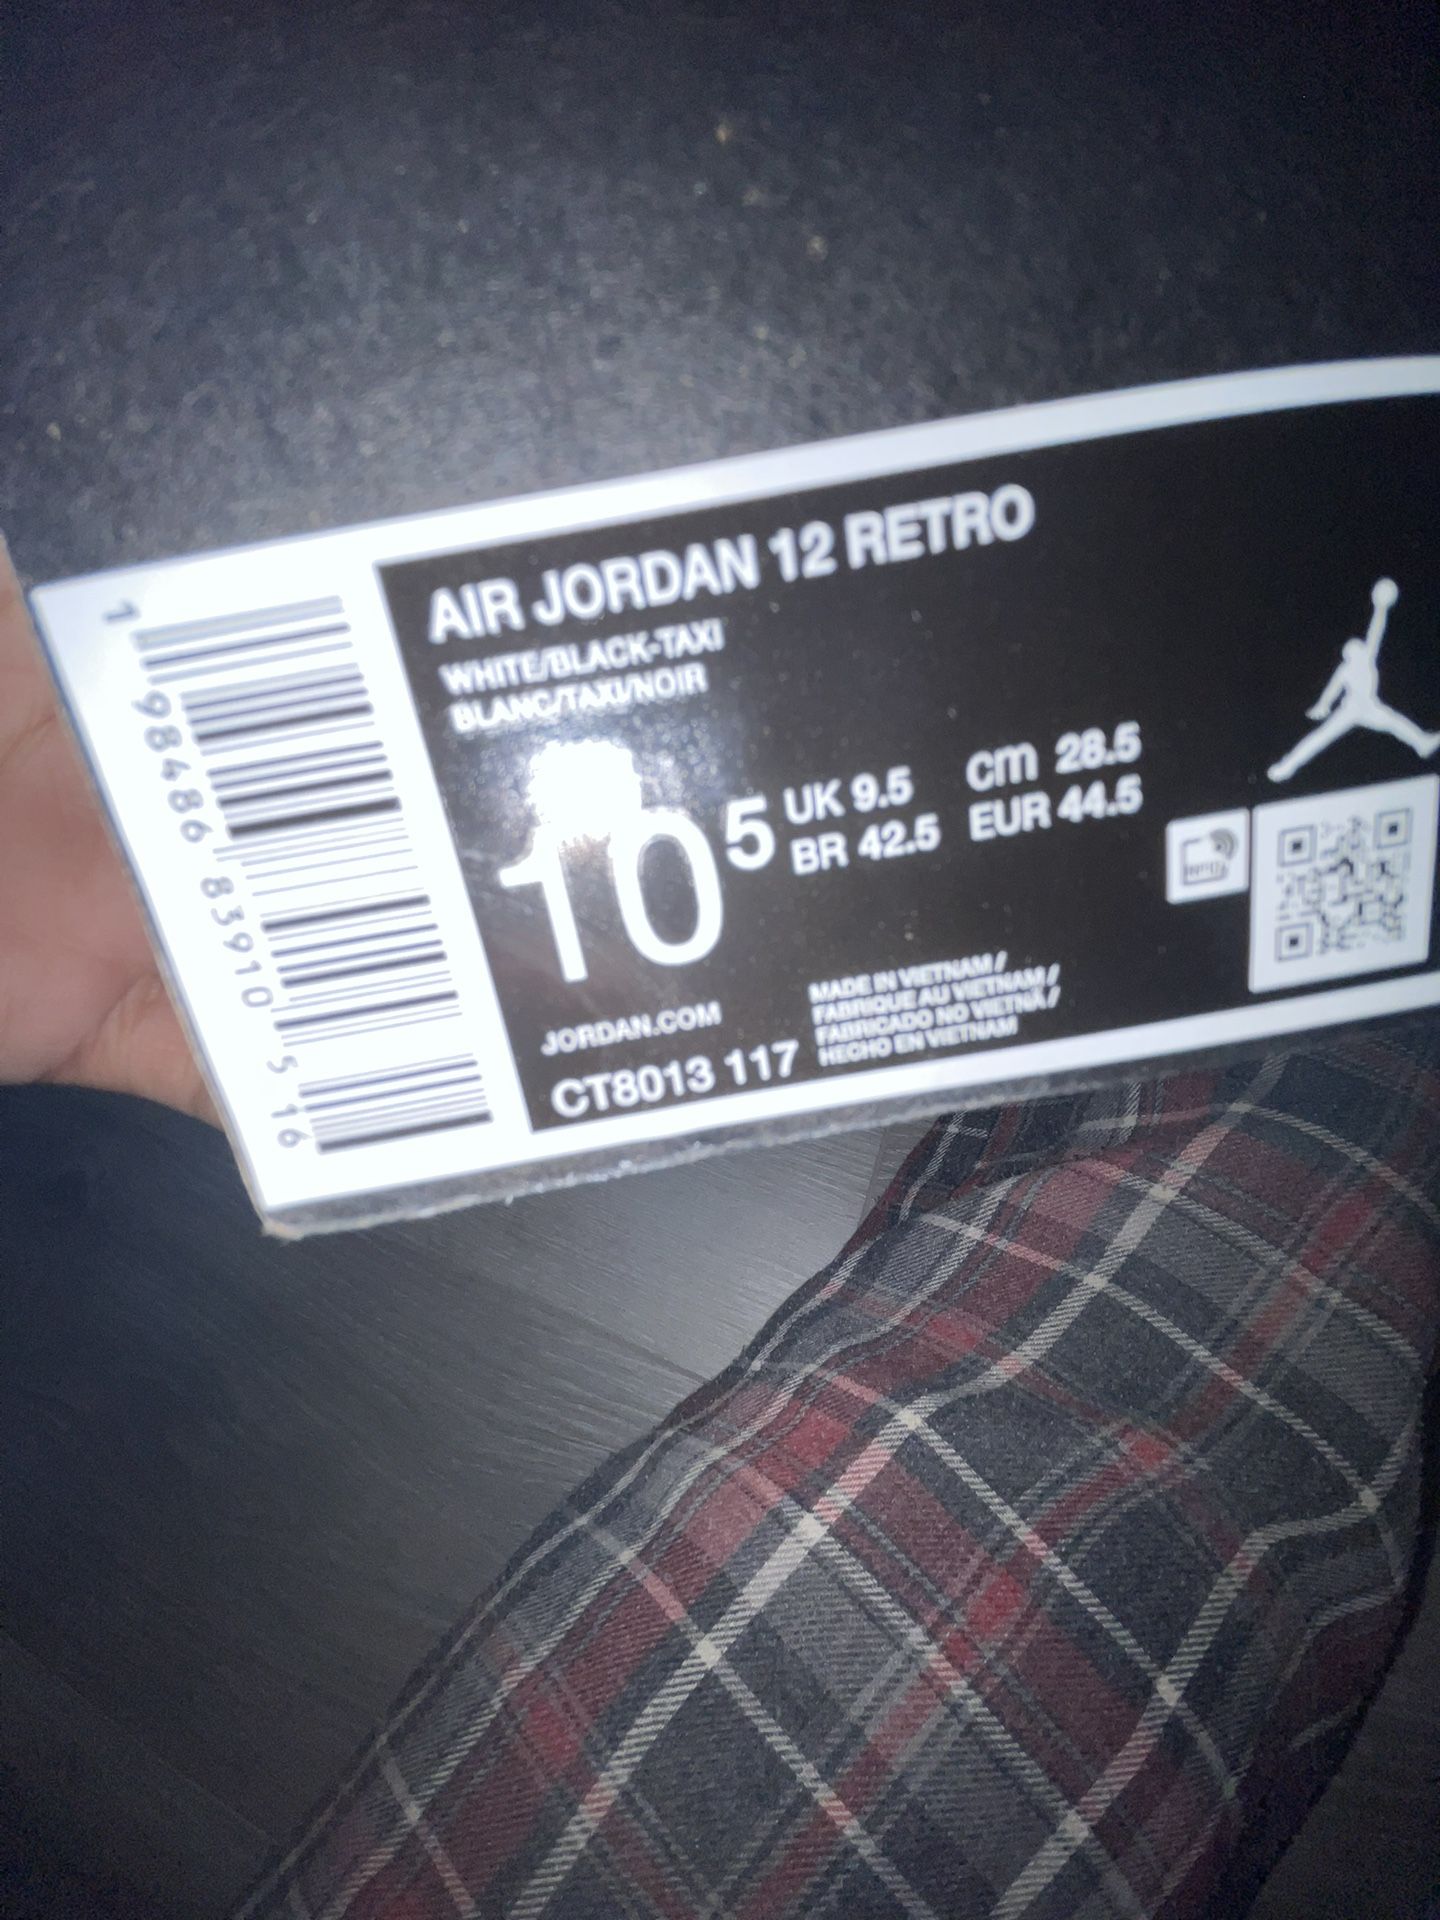 AIR JORDAN 12 RETRO
WHITE/BLACK-TAXI
BLANC/TAXI/NOIR
10 5 UK 9.5 cm 28.5
BR 42.5 EUR 44.5
RFID
JORDAN.COM
CT8013 117
MADE IN VIETNAM /
FABRIQUE AU VIETNAM /
FABRICADO NO VIETNÃ /
HECHO EN VIETNAM
1 98486 83910 5 16